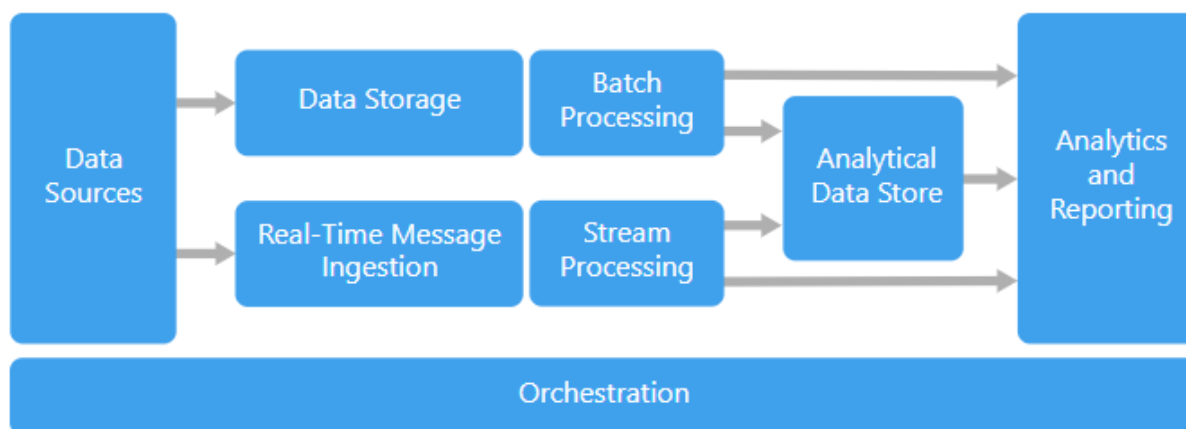 Data
Sources
Data Storage
Batch
Processing
Real-Time Message
Ingestion
Stream
Processing
Analytical
Data Store
Analytics
and
Reporting
Orchestration